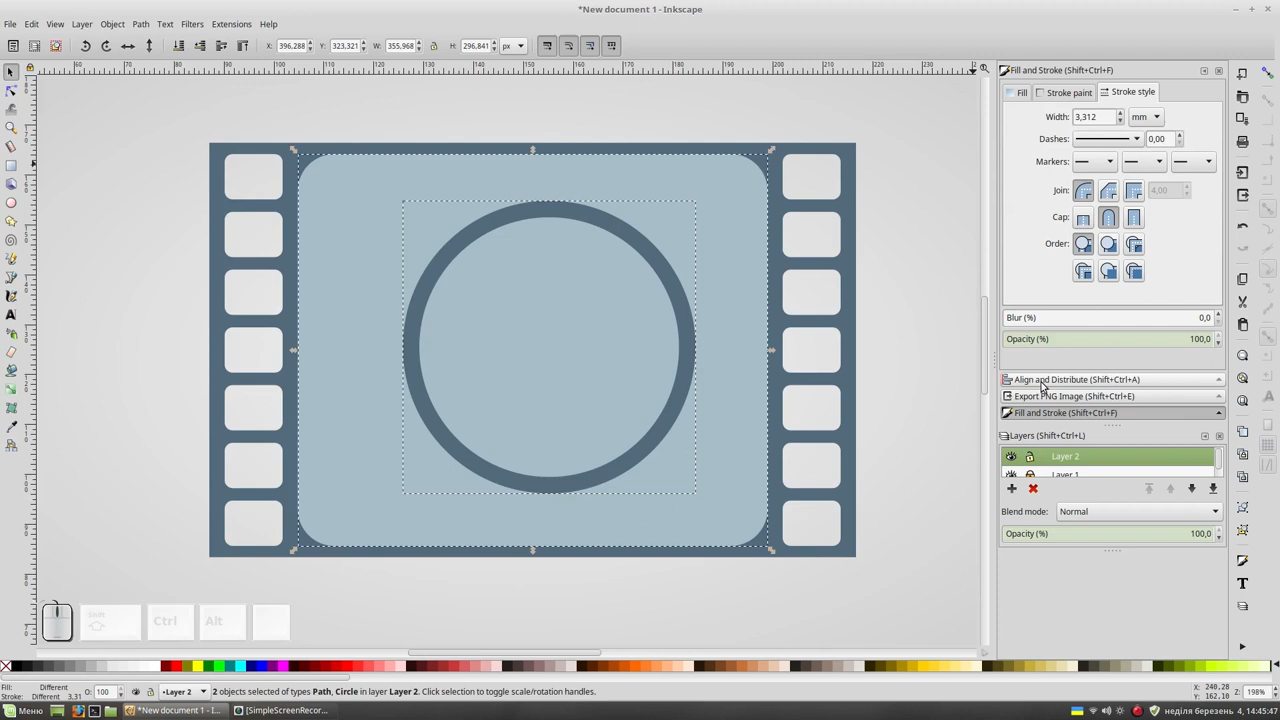 *New document 1 - Inkscape
File Edit View Layer Object Path Text Filters Extensions Help
X: 396,288 Y: 323,321 W: 355,968 H: 296,841 px
Fill and Stroke (Shift+Ctrl+F)
Fill Stroke paint Stroke style
Width: 3,312 mm
Dashes: 0,00
Markers:
Join: 4,00
Cap:
Order:
Blur (%) 0,0
Opacity (%) 100,0
Align and Distribute (Shift+Ctrl+A)
Export PNG Image (Shift+Ctrl+E)
Fill and Stroke (Shift+Ctrl+F)
Layers (Shift+Ctrl+L)
Layer 2
Layer 1
Blend mode: Normal
Opacity (%) 100,0
Shift Ctrl Alt
Fill: Different
Stroke: Different 3,31 O: 100
•Layer 2
2 objects selected of types Path, Circle in layer Layer 2. Click selection to toggle scale/rotation handles.
X: 240,28
Y: 162,10
Z: 198%
Меню *New document 1 - I... [SimpleScreenRecor... неділя березень 4, 14:45:47